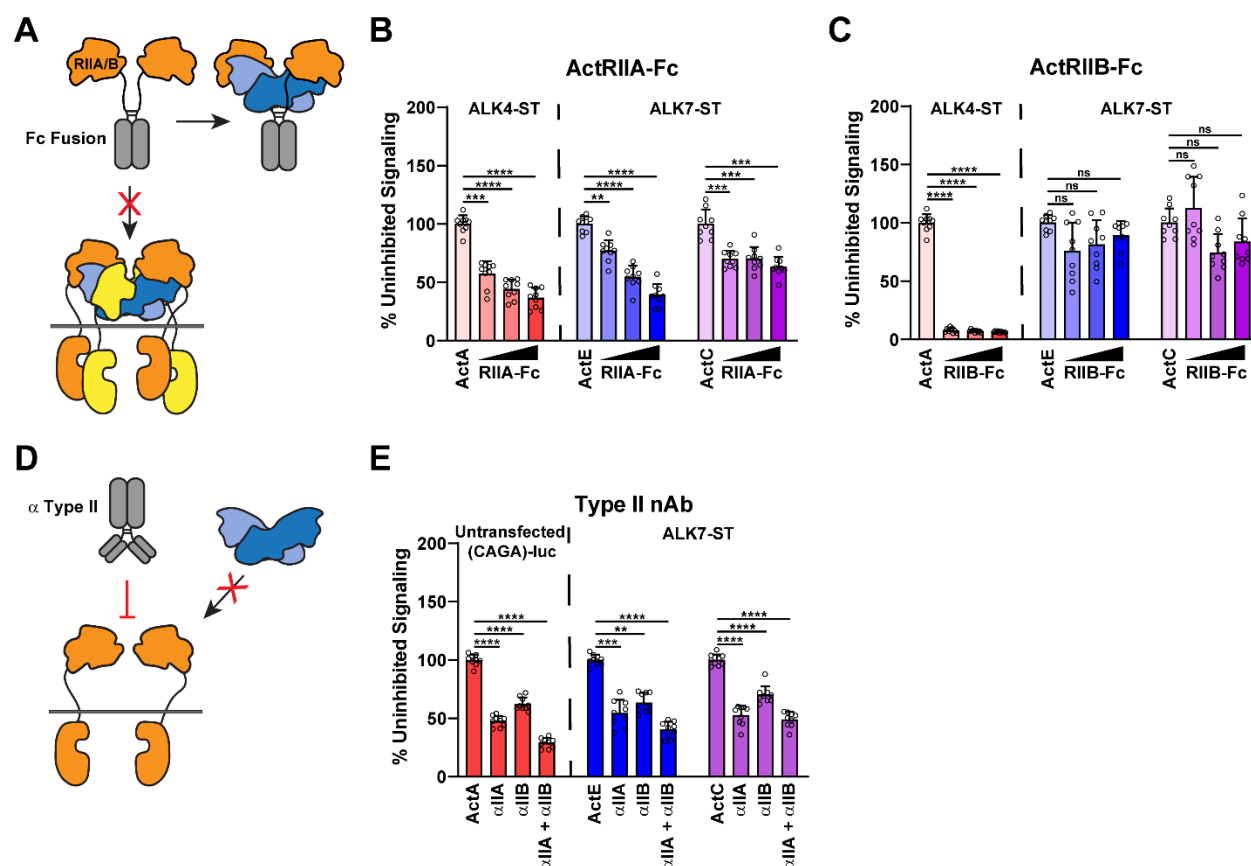 A
RIIA/B
Fc Fusion
X
B
ActRIIA-Fc
ALK4-ST
ALK7-ST
% Uninhibited Signaling
200
150
100
50
0
****
****
***
****
****
**
***
***
***
ActA
RIIA-Fc
ActE
RIIA-Fc
ActC
RIIA-Fc
C
ActRIIB-Fc
ALK4-ST
ALK7-ST
% Uninhibited Signaling
200
150
100
50
0
****
****
****
ns
ns
ns
ns
ns
ns
ActA
RIIB-Fc
ActE
RIIB-Fc
ActC
RIIB-Fc
D
α Type II
X
E
Type II nAb
Untransfected
(CAGA)-luc
ALK7-ST
% Uninhibited Signaling
200
150
100
50
0
****
****
****
****
**
***
****
****
****
ActA
αIIA
αIIB
αIIA + αIIB
ActE
αIIA
αIIB
αIIA + αIIB
ActC
αIIA
αIIB
αIIA + αIIB